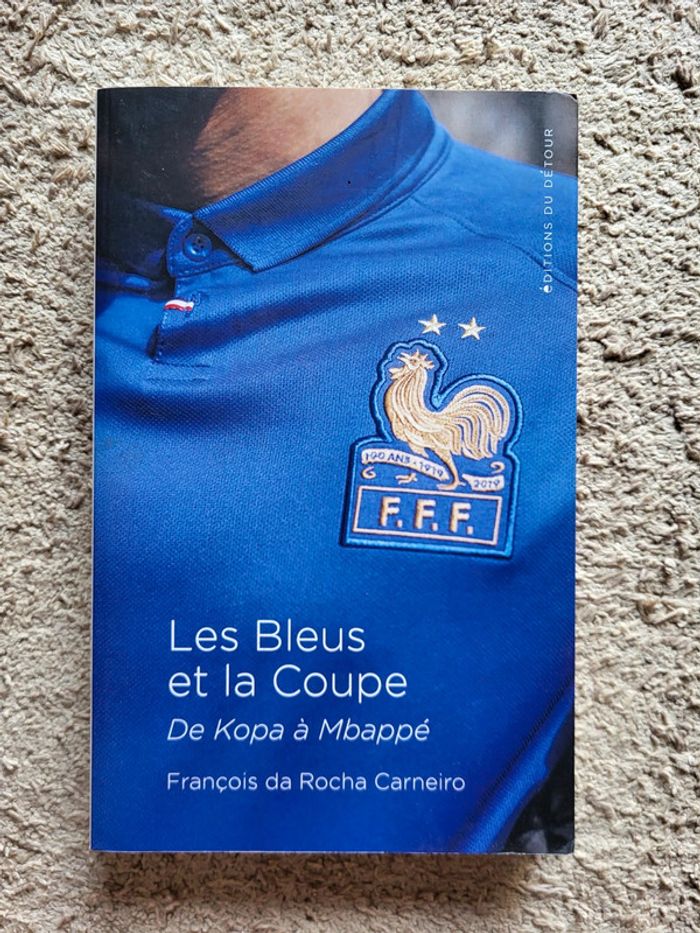 ÉDITIONS DU DÉTOUR
100 ANS • 1919
2019
F.F.F.
Les Bleus
et la Coupe
De Kopa à Mbappé
François da Rocha Carneiro